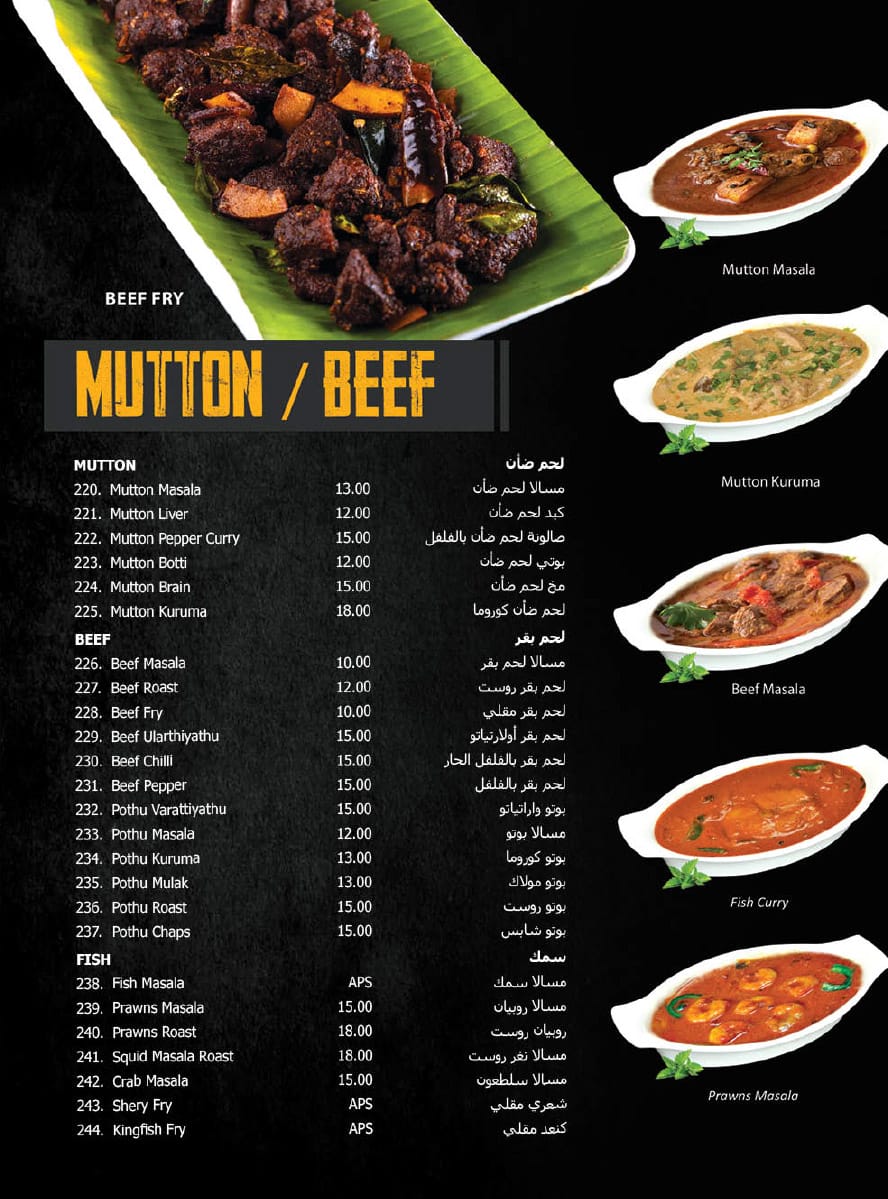 BEEF FRY
MUTTON / BEEF
MUTTON لحم ضأن
220. Mutton Masala 13.00 مسالا لحم ضأن
221. Mutton Liver 12.00 كبد لحم ضأن
222. Mutton Pepper Curry 15.00 صالونة لحم ضأن بالفلفل
223. Mutton Botti 12.00 بوتي لحم ضأن
224. Mutton Brain 15.00 مخ لحم ضأن
225. Mutton Kuruma 18.00 لحم ضأن كوروما
BEEF لحم بقر
226. Beef Masala 10.00 مسالا لحم بقر
227. Beef Roast 12.00 لحم بقر روست
228. Beef Fry 10.00 لحم بقر مقلي
229. Beef Ularthiyathu 15.00 لحم بقر أولارتياتو
230. Beef Chilli 15.00 لحم بقر بالفلفل الحار
231. Beef Pepper 15.00 لحم بقر بالفلفل
232. Pothu Varattiyathu 15.00 بوتو واراتياتو
233. Pothu Masala 12.00 مسالا بوتو
234. Pothu Kuruma 13.00 بوتو كوروما
235. Pothu Mulak 13.00 بوتو مولاك
236. Pothu Roast 15.00 بوتو روست
237. Pothu Chaps 15.00 بوتو شابس
FISH سمك
238. Fish Masala APS مسالا سمك
239. Prawns Masala 15.00 مسالا روبيان
240. Prawns Roast 18.00 روبيان روست
241. Squid Masala Roast 18.00 مسالا نغر روست
242. Crab Masala 15.00 مسالا سلطعون
243. Shery Fry APS شعري مقلي
244. Kingfish Fry APS كنعد مقلي
Mutton Masala
Mutton Kuruma
Beef Masala
Fish Curry
Prawns Masala